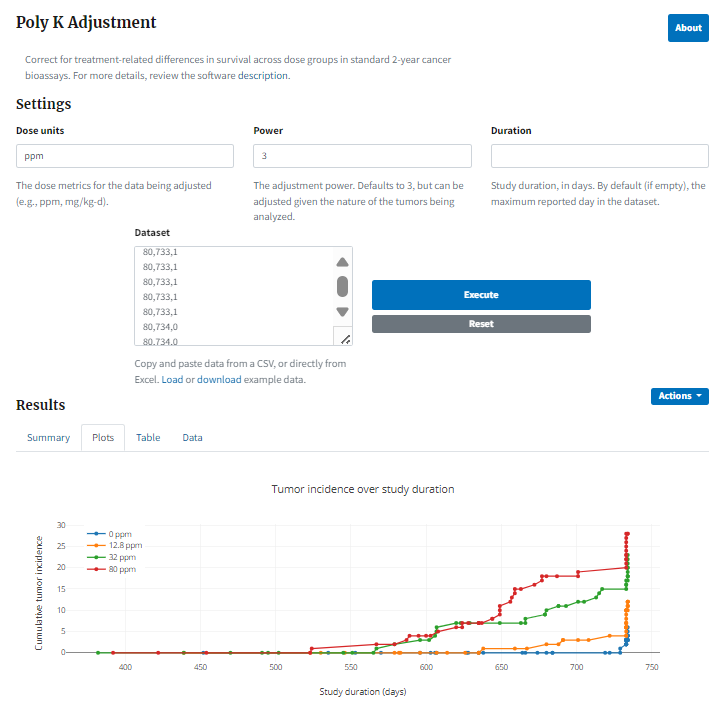 Poly K Adjustment
About
Correct for treatment-related differences in survival across dose groups in standard 2-year cancer
bioassays. For more details, review the software description.
Settings
Dose units
Power
Duration
ppm
3
The dose metrics for the data being adjusted
(e.g., ppm, mg/kg-d).
The adjustment power. Defaults to 3, but can be
adjusted given the nature of the tumors being
analyzed.
Study duration, in days. By default (if empty), the
maximum reported day in the dataset.
Dataset
80,733,1
80,733,1
80,733,1
80,733,1
80,733,1
80,734,0
80,734,0
Execute
Reset
Copy and paste data from a CSV, or directly from
Excel. Load or download example data.
Actions
Results
Summary
Plots
Table
Data
Tumor incidence over study duration
Cumulative tumor incidence
30
25
20
15
10
5
0
0 ppm
12.8 ppm
32 ppm
80 ppm
400
450
500
550
600
650
700
750
Study duration (days)